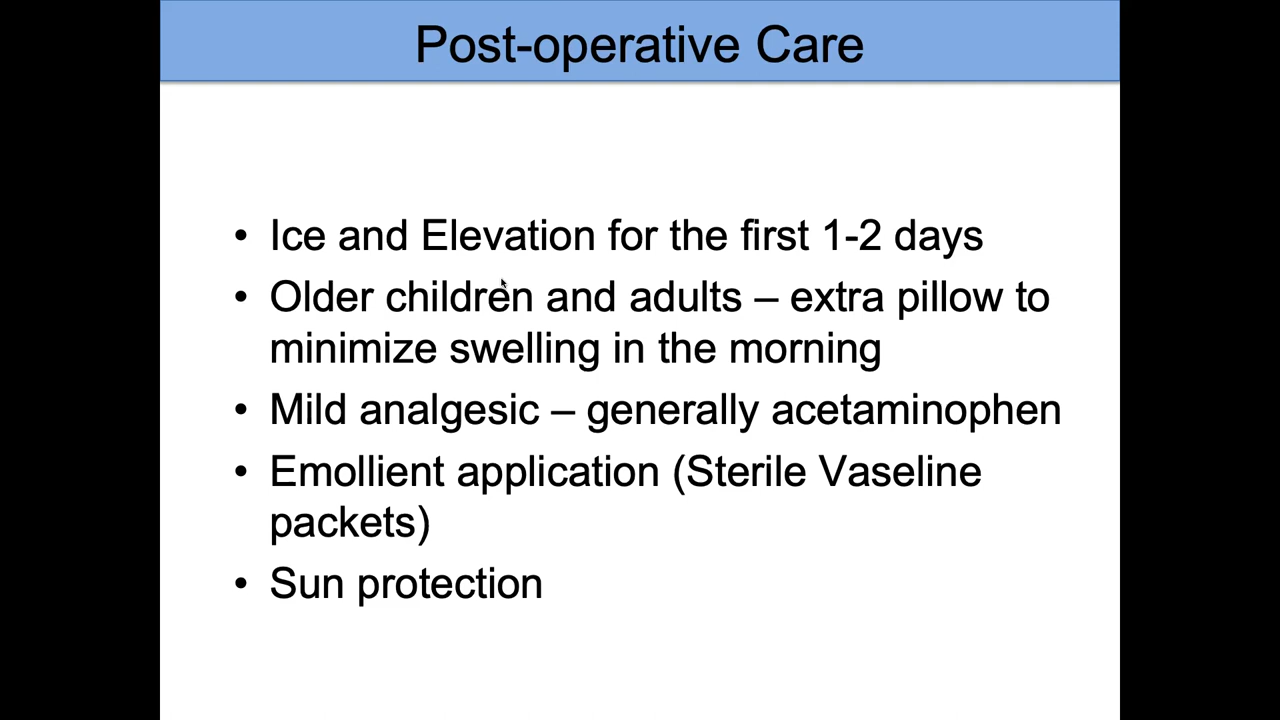 Post-operative Care
• Ice and Elevation for the first 1-2 days
• Older children and adults – extra pillow to
minimize swelling in the morning
• Mild analgesic – generally acetaminophen
• Emollient application (Sterile Vaseline
packets)
• Sun protection